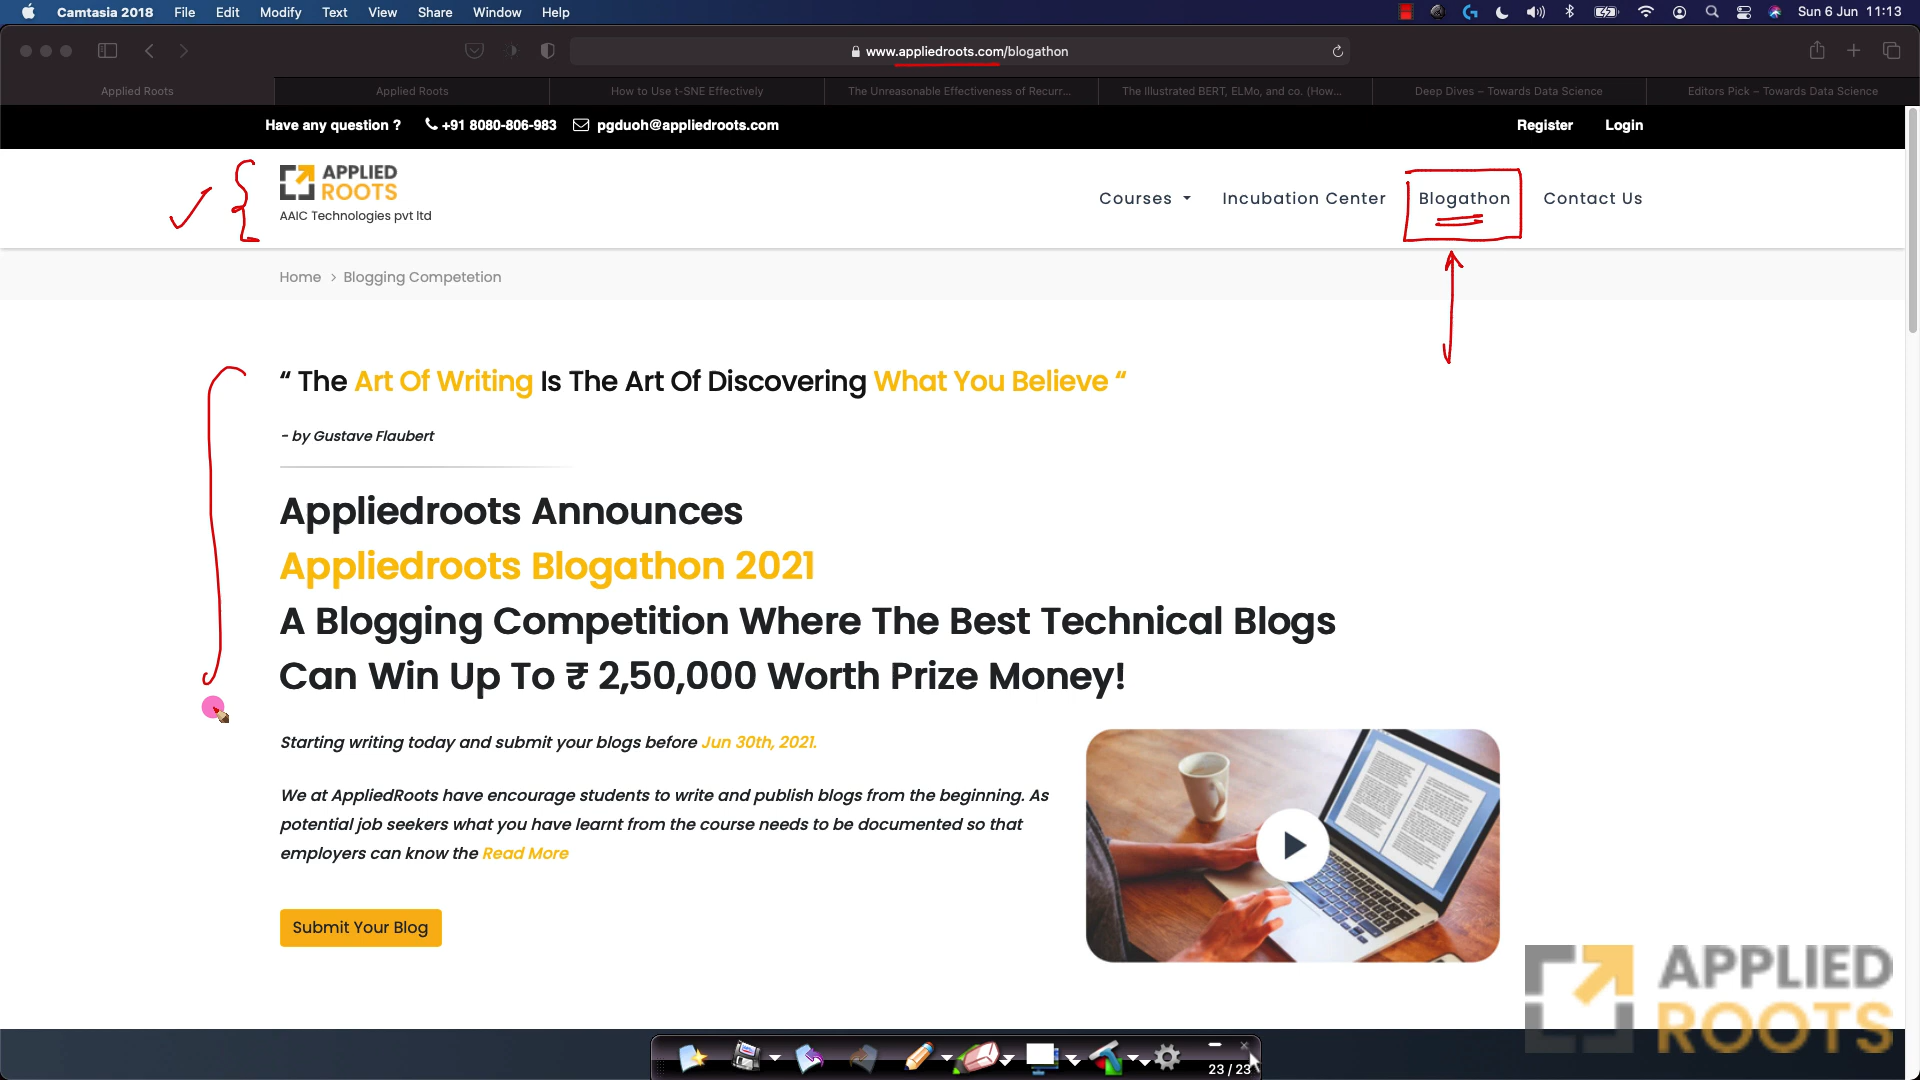 Camtasia 2018 File Edit Modify Text View Share Window Help Sun 6 Jun 11:13
www.appliedroots.com/blogathon
Applied Roots
Applied Roots
How to Use t-SNE Effectively
The Unreasonable Effectiveness of Recurr...
The Illustrated BERT, ELMo, and co. (How...
Deep Dives – Towards Data Science
Editors Pick – Towards Data Science
Have any question ? +91 8080-806-983 pgduoh@appliedroots.com Register Login
APPLIED
ROOTS
AAIC Technologies pvt ltd
Courses Incubation Center Blogathon Contact Us
Home > Blogging Competetion
“ The Art Of Writing Is The Art Of Discovering What You Believe “
- by Gustave Flaubert
Appliedroots Announces
Appliedroots Blogathon 2021
A Blogging Competition Where The Best Technical Blogs
Can Win Up To ₹ 2,50,000 Worth Prize Money!
Starting writing today and submit your blogs before Jun 30th, 2021.
We at AppliedRoots have encourage students to write and publish blogs from the beginning. As
potential job seekers what you have learnt from the course needs to be documented so that
employers can know the Read More
Submit Your Blog
APPLIED
ROOTS
23 / 23